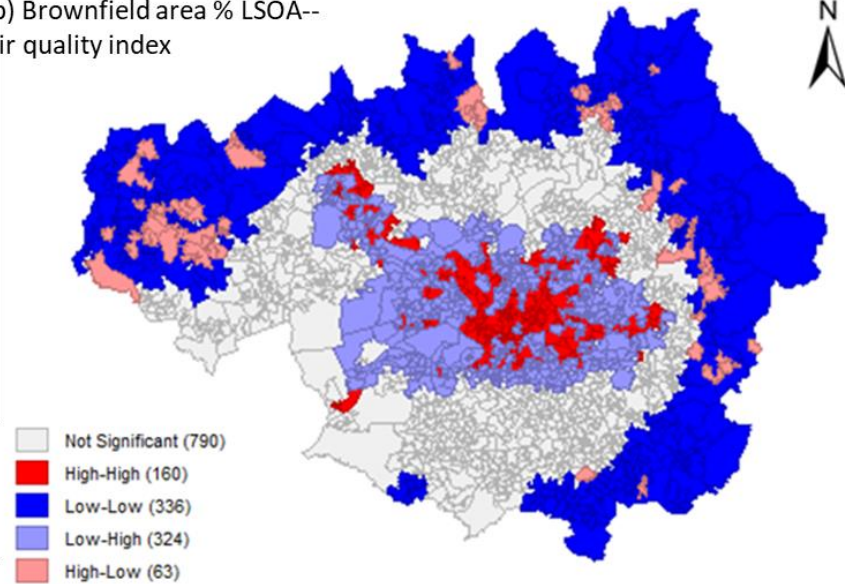 b) Brownfield area % LSOA--
ir quality index
N
Not Significant (790)
High-High (160)
Low-Low (336)
Low-High (324)
High-Low (63)